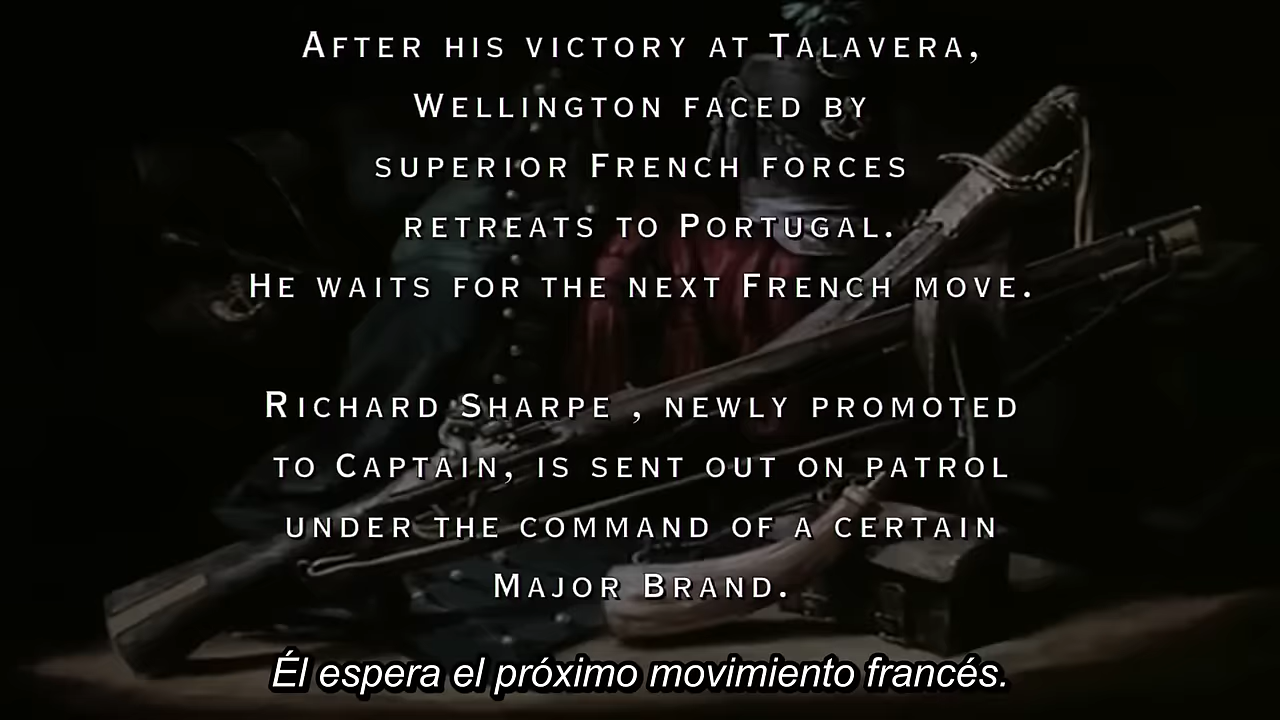 After his victory at Talavera,
Wellington faced by
superior French forces
retreats to Portugal.
He waits for the next French move.
Richard Sharpe , newly promoted
to Captain, is sent out on patrol
under the command of a certain
Major Brand.
Él espera el próximo movimiento francés.